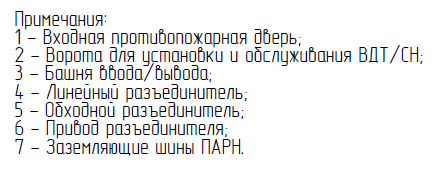 Примечания:
1 – Входная противопожарная дверь;
2 – Ворота для установки и обслуживания ВДТ/СН;
3 – Башня ввода/вывода;
4 – Линейный разъединитель;
5 – Обходной разъединитель;
6 – Привод разъединителя;
7 – Заземляющие шины ПАРН.